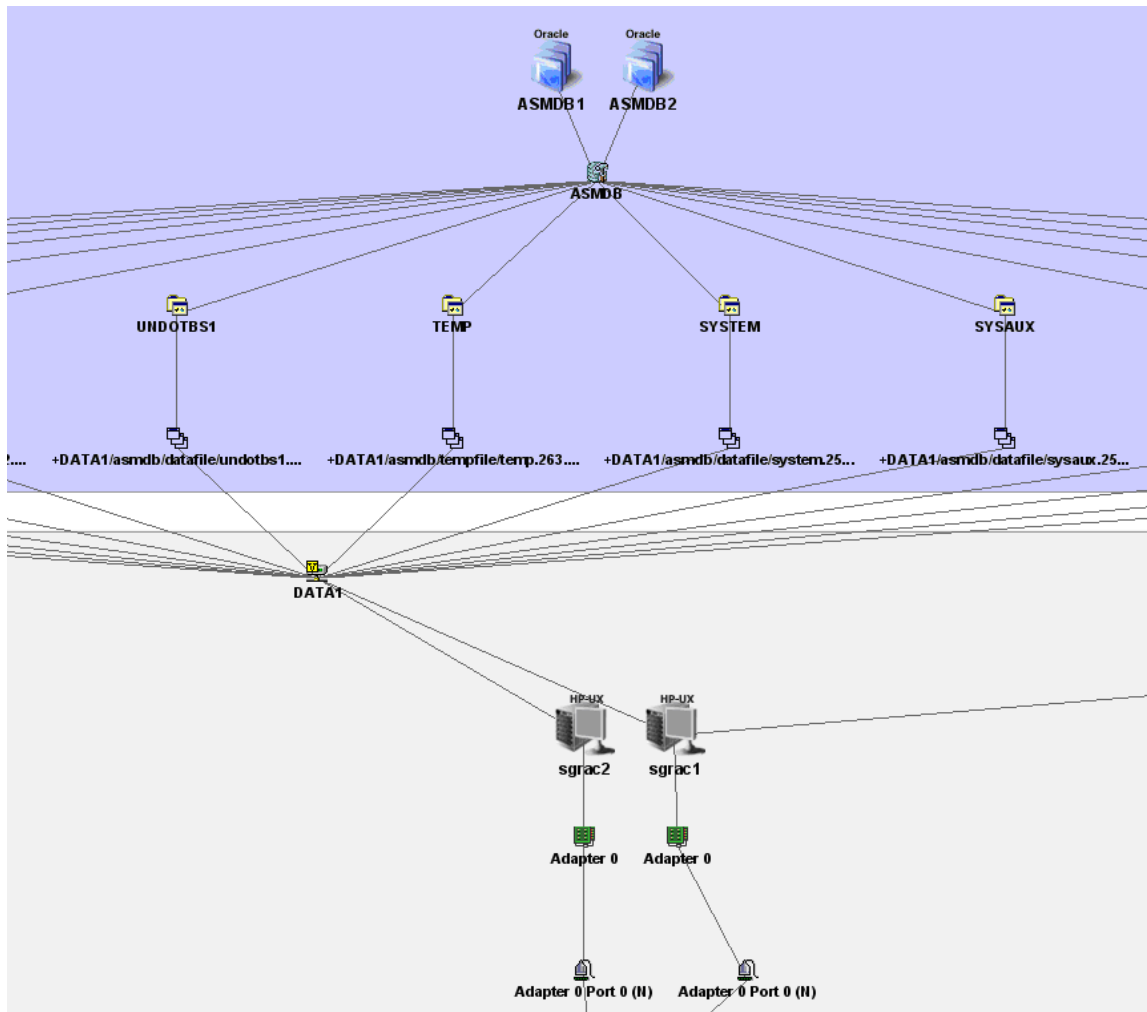 Oracle Oracle
ASMDB1 ASMDB2
ASMDB
UNDOTBS1 TEMP SYSTEM SYSAUX
2.... +DATA1/asmdb/datafile/undotbs1.... +DATA1/asmdb/tempfile/temp.263.... +DATA1/asmdb/datafile/system.25... +DATA1/asmdb/datafile/sysaux.25...
DATA1
HP-UX HP-UX
sgrac2 sgrac1
Adapter 0 Adapter 0
Adapter 0 Port 0 (N) Adapter 0 Port 0 (N)